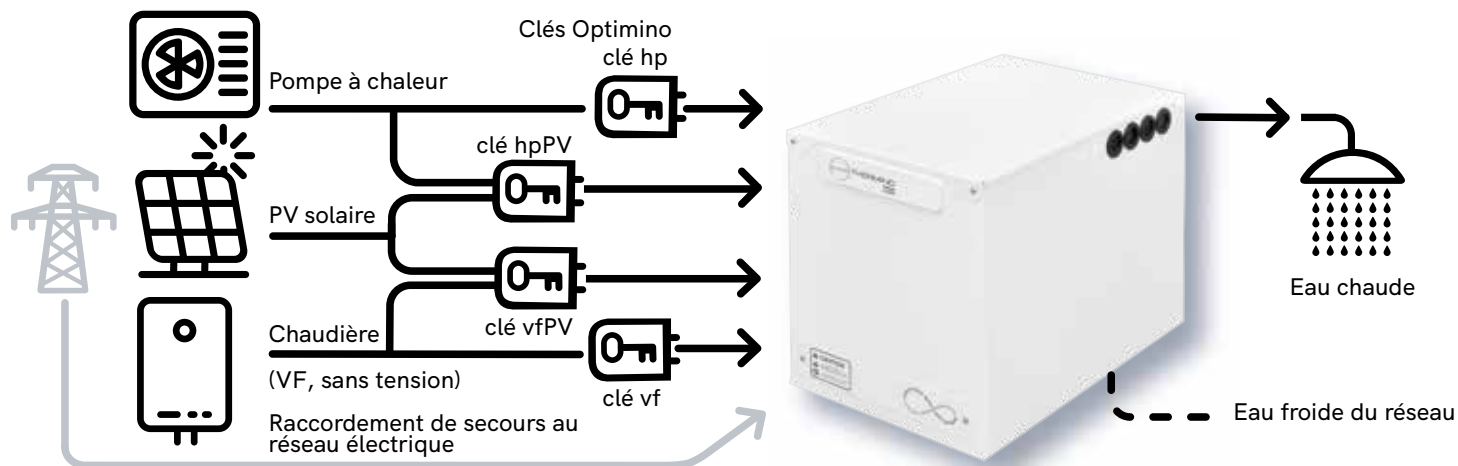 Clés Optimino
clé hp
Pompe à chaleur
clé hpPV
PV solaire
clé vfPV
Chaudière
(VF, sans tension)
clé vf
Raccordement de secours au
réseau électrique
Eau chaude
Eau froide du réseau